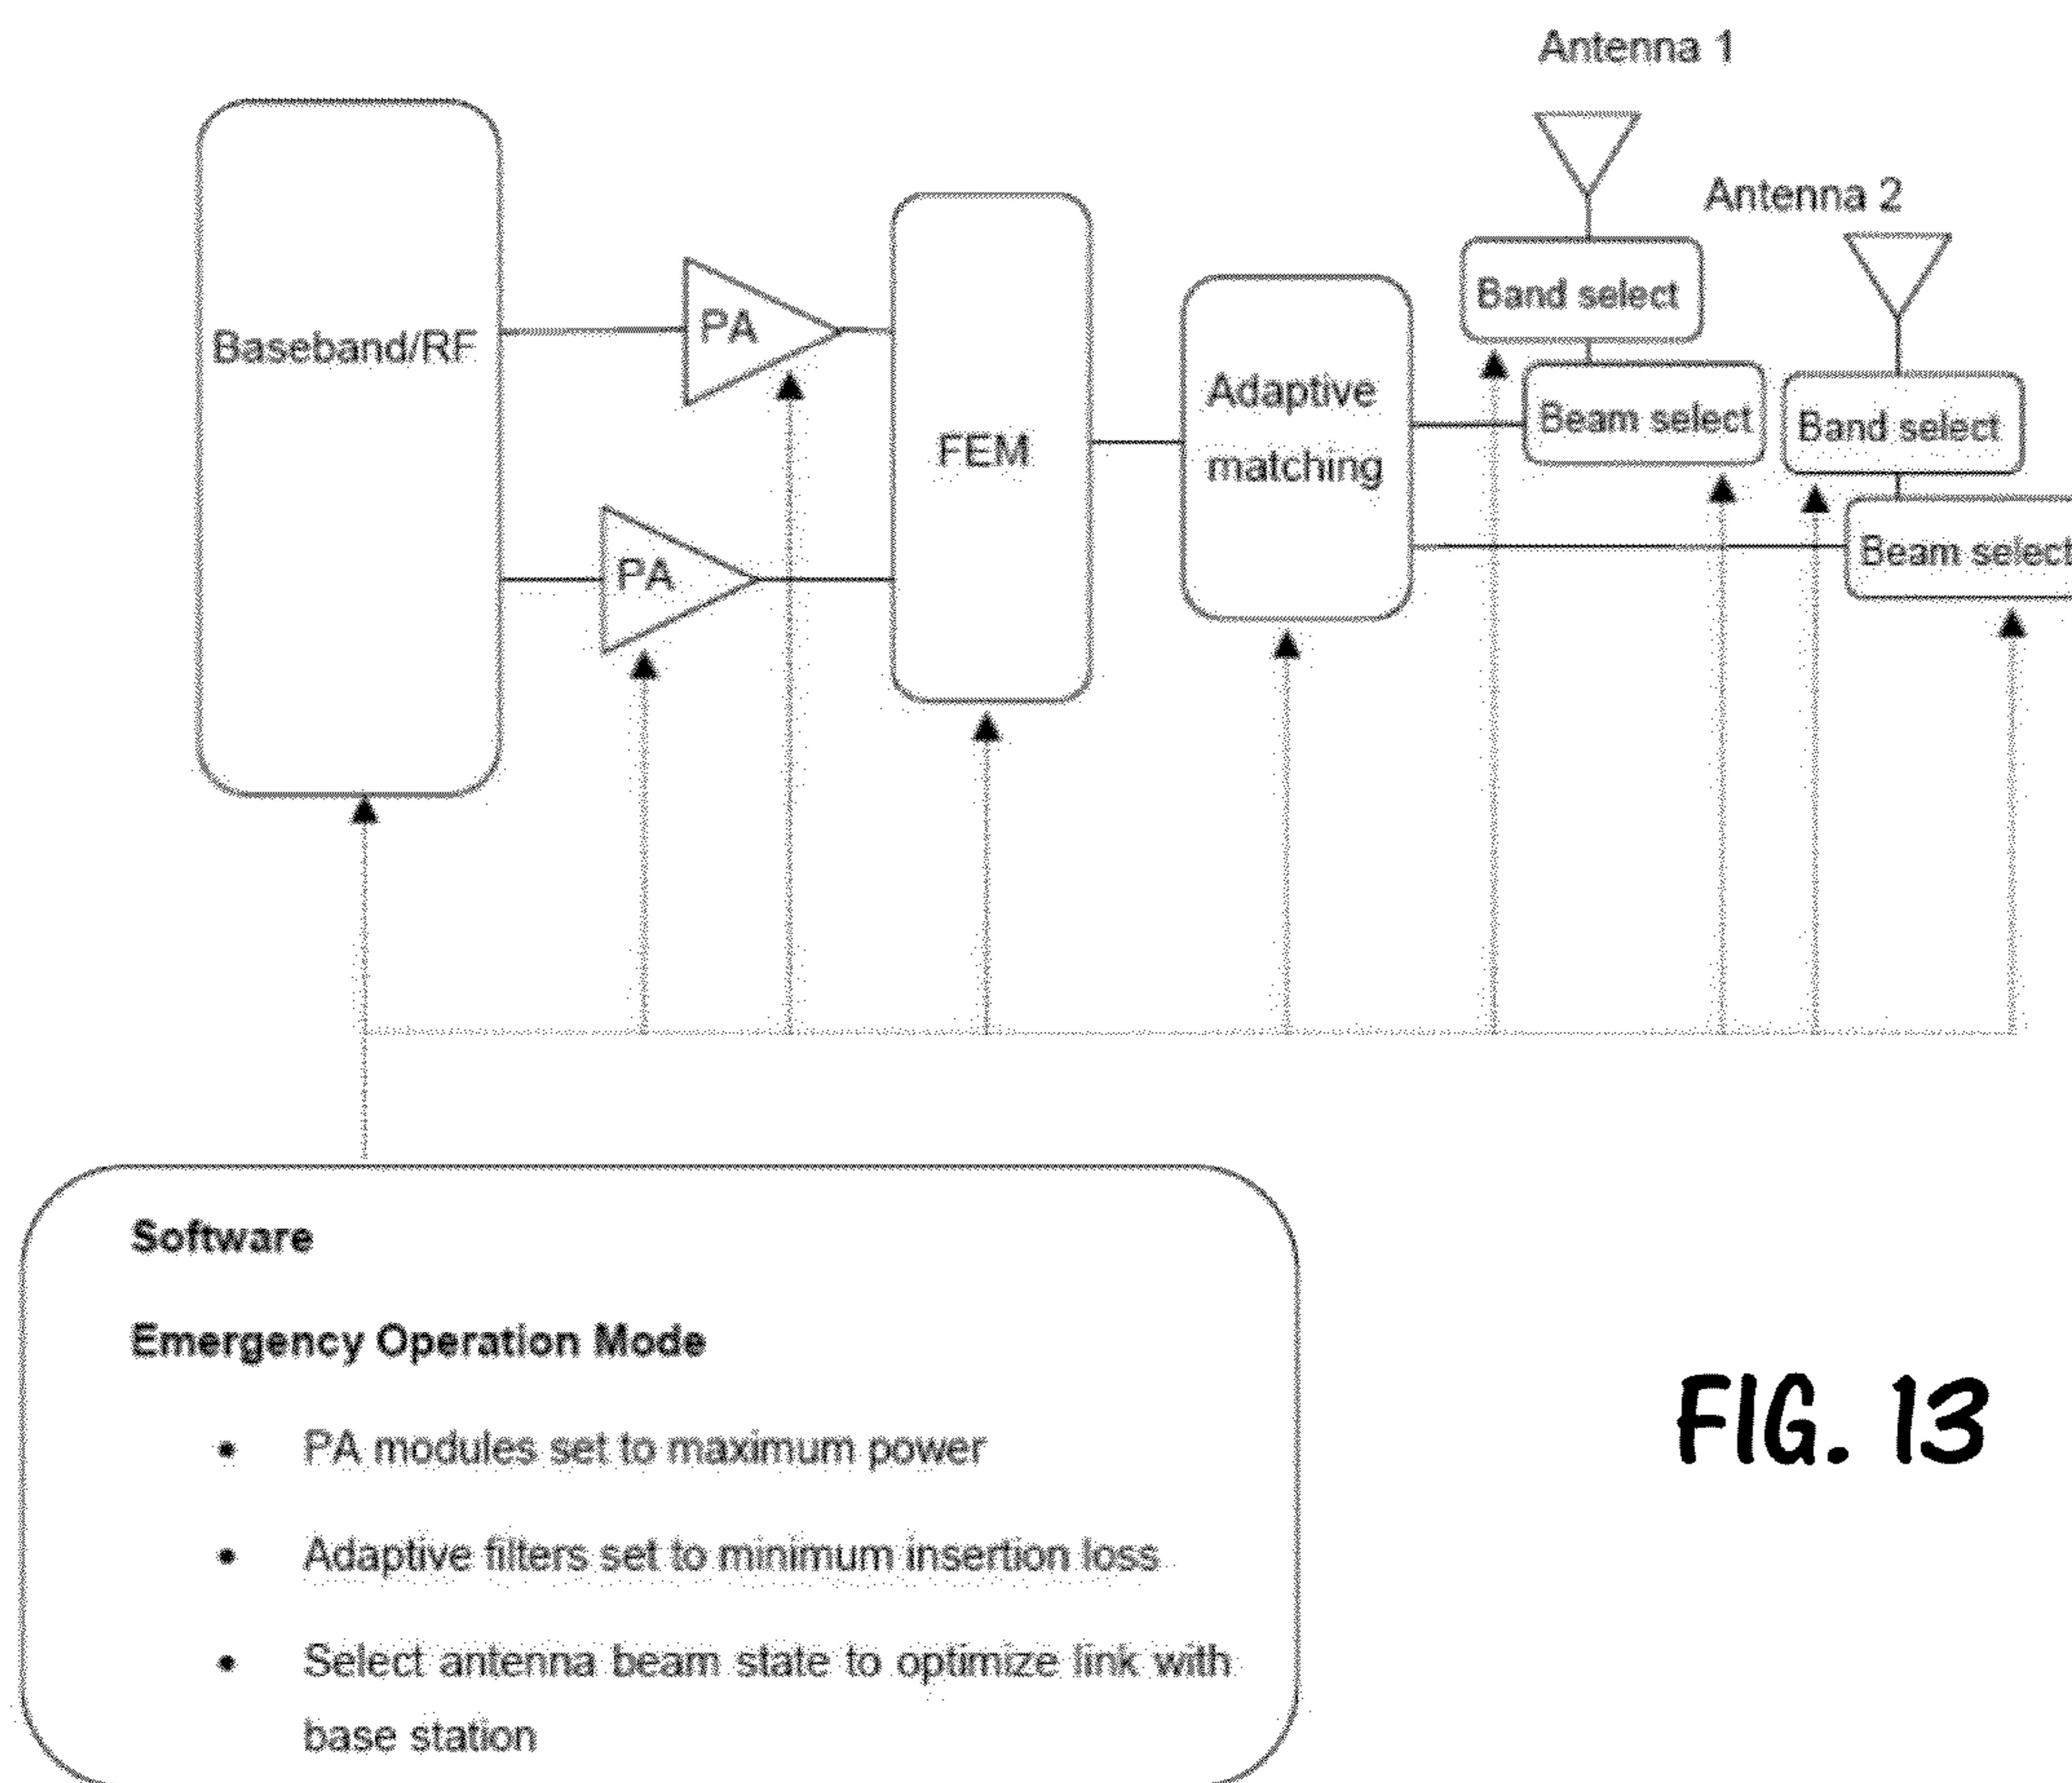 Antenna 1
Antenna 2
Band select
Baseband/RF
PA
FEM
Adaptive
matching
Beam select
Band select
PA
Beam select
Software
Emergency Operation Mode
• PA modules set to maximum power
• Adaptive filters set to minimum insertion loss
• Select antenna beam state to optimize link with
base station
FIG. 13